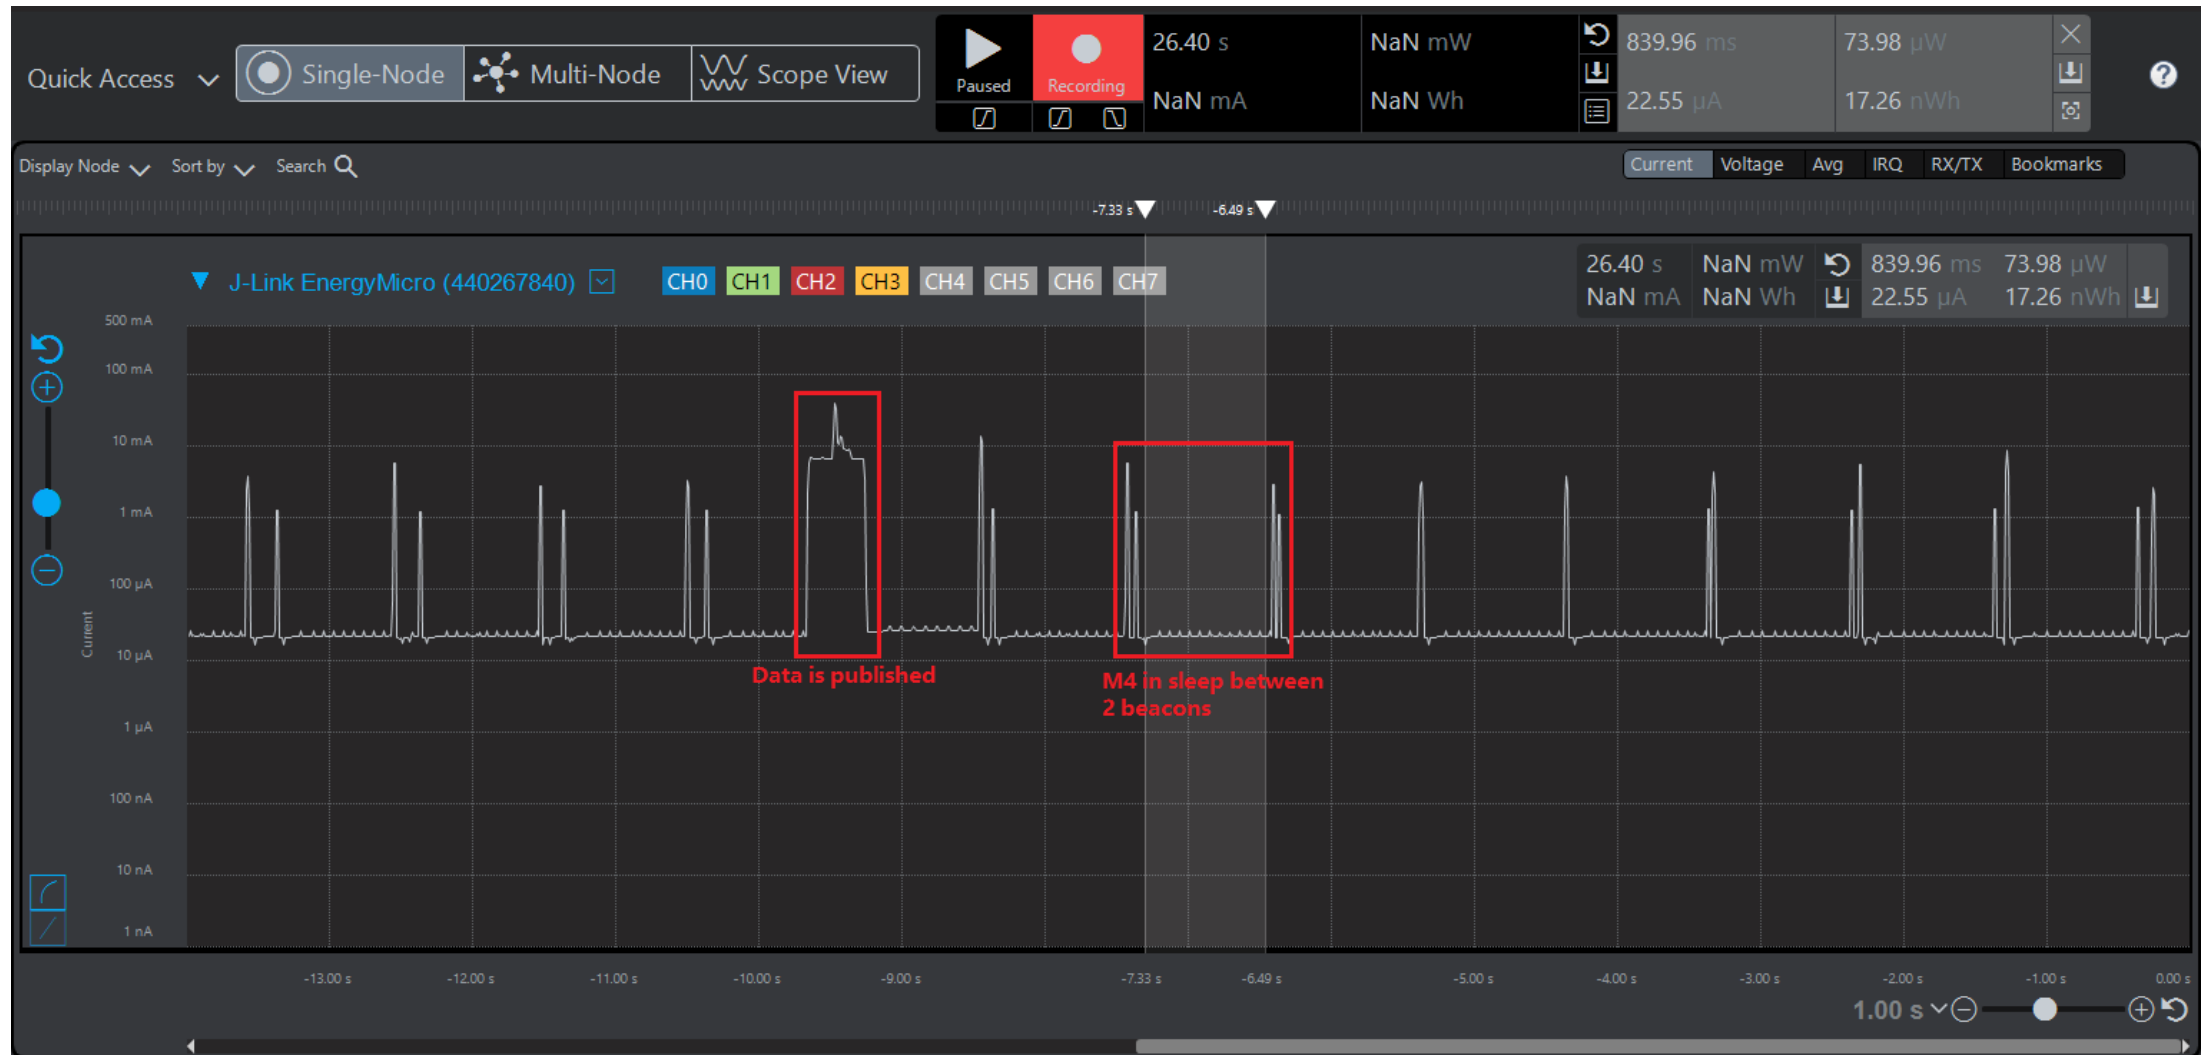 Quick Access
Single-Node
Multi-Node
Scope View
Paused
Recording
26.40 s
NaN mW
NaN mA
NaN Wh
839.96 ms
73.98 µW
22.55 µA
17.26 nWh
?
Display Node
Sort by
Search
Current
Voltage
Avg
IRQ
RX/TX
Bookmarks
-7.33 s
-6.49 s
J-Link EnergyMicro (440267840)
CH0
CH1
CH2
CH3
CH4
CH5
CH6
CH7
26.40 s
NaN mW
839.96 ms
73.98 µW
NaN mA
NaN Wh
22.55 µA
17.26 nWh
500 mA
100 mA
10 mA
1 mA
100 µA
10 µA
1 µA
100 nA
10 nA
1 nA
Current
Data is published
M4 in sleep between
2 beacons
-13.00 s
-12.00 s
-11.00 s
-10.00 s
-9.00 s
-7.33 s
-6.49 s
-5.00 s
-4.00 s
-3.00 s
-2.00 s
-1.00 s
0.00 s
1.00 s